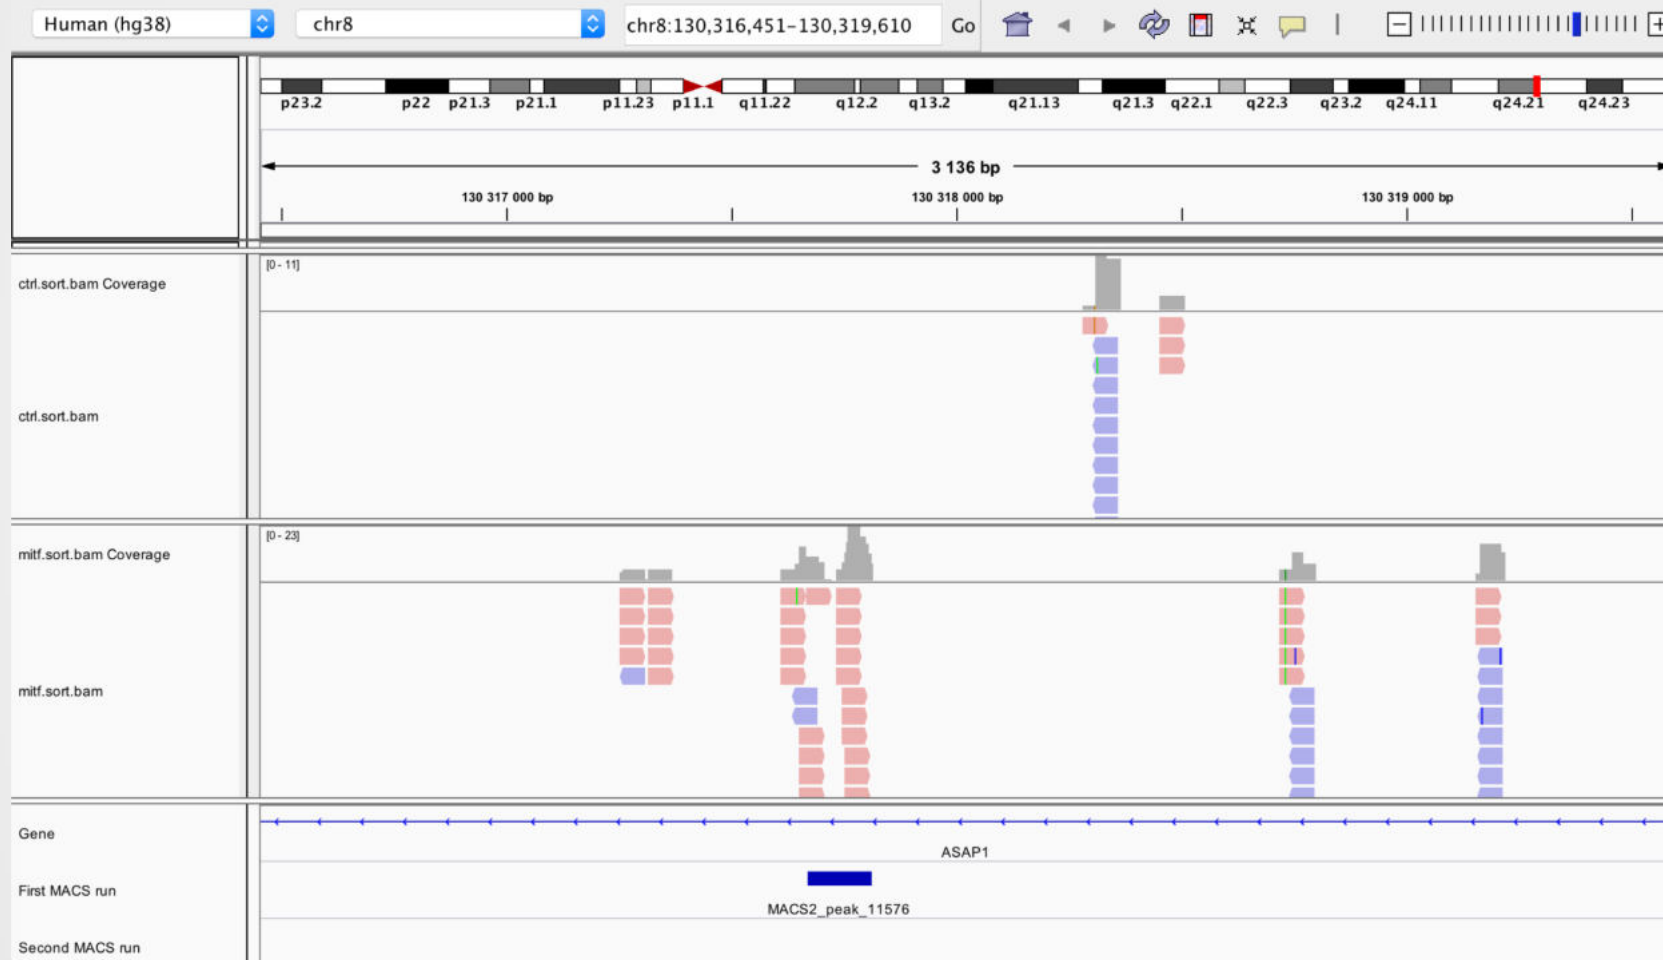 Human (hg38) chr8 chr8:130,316,451-130,319,610 Go
p23.2 p22 p21.3 p21.1 p11.23 p11.1 q11.22 q12.2 q13.2 q21.13 q21.3 q22.1 q22.3 q23.2 q24.11 q24.21 q24.23
3 136 bp
130 317 000 bp 130 318 000 bp 130 319 000 bp
[0 - 11]
ctrl.sort.bam Coverage
ctrl.sort.bam
[0 - 23]
mitf.sort.bam Coverage
mitf.sort.bam
Gene
ASAP1
First MACS run
MACS2_peak_11576
Second MACS run